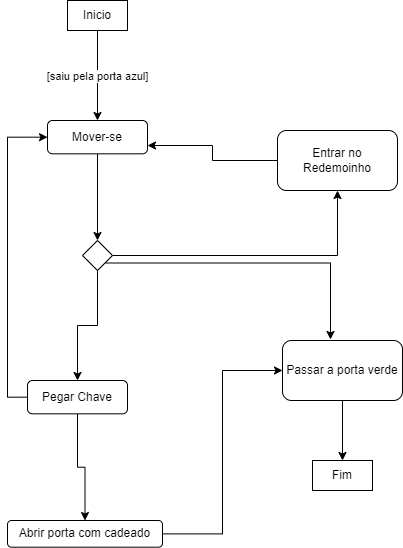 Inicio
[saiu pela porta azul]
Mover-se
Entrar no
Redemoinho
Passar a porta verde
Pegar Chave
Fim
Abrir porta com cadeado